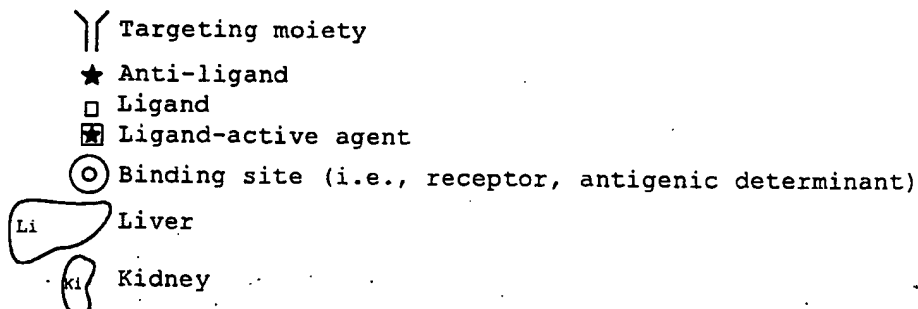 Targeting moiety
Anti-ligand
Ligand
Ligand-active agent
Binding site (i.e., receptor, antigenic determinant)
Li Liver
Ki Kidney